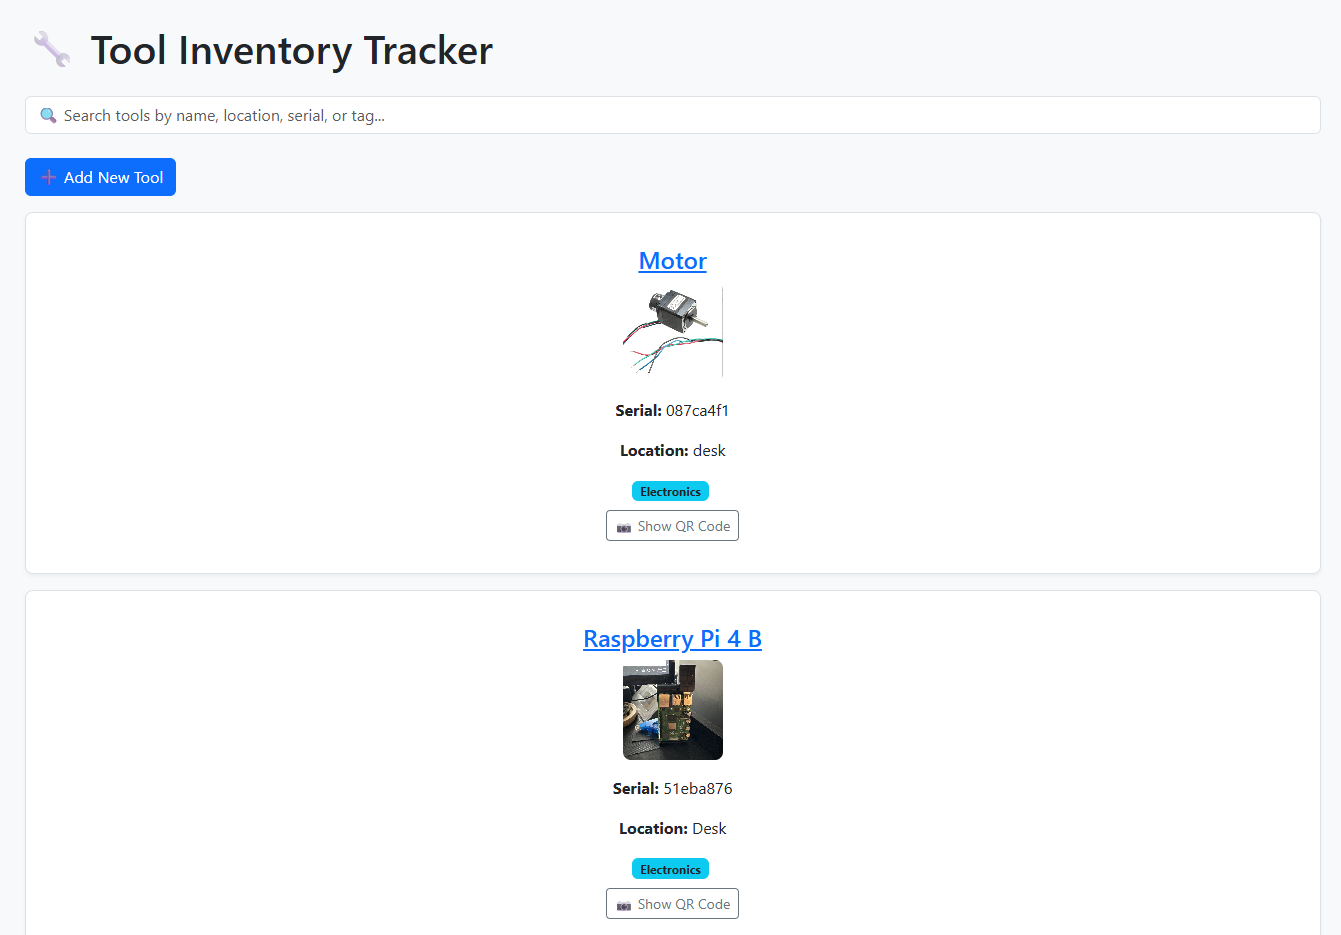 Tool Inventory Tracker
Search tools by name, location, serial, or tag...
Add New Tool
Motor
Serial: 087ca4f1
Location: desk
Electronics
Show QR Code
Raspberry Pi 4 B
Serial: 51eba876
Location: Desk
Electronics
Show QR Code